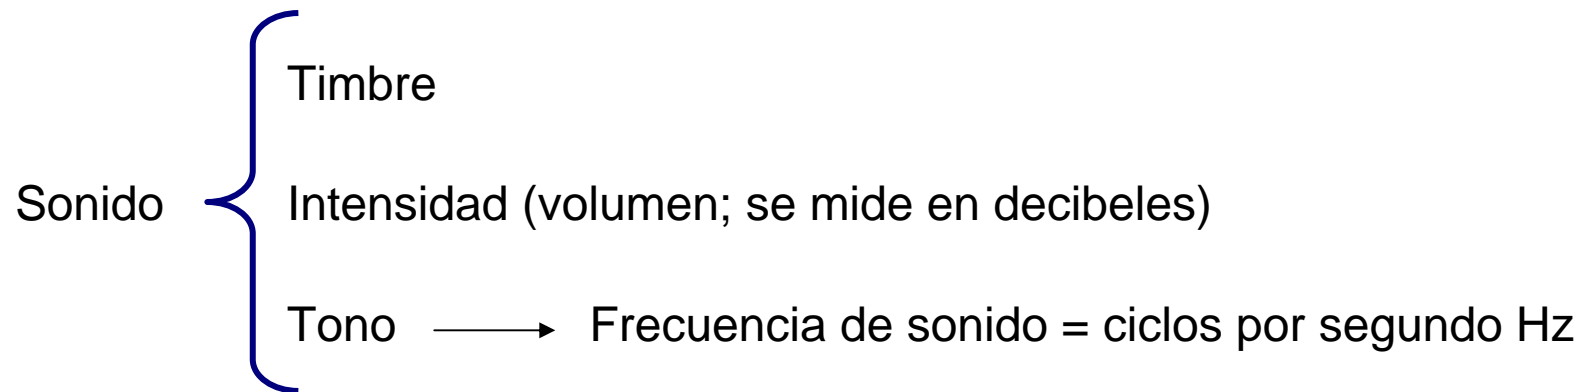 Timbre
Sonido
Intensidad (volumen; se mide en decibeles)
Tono
Frecuencia de sonido = ciclos por segundo Hz